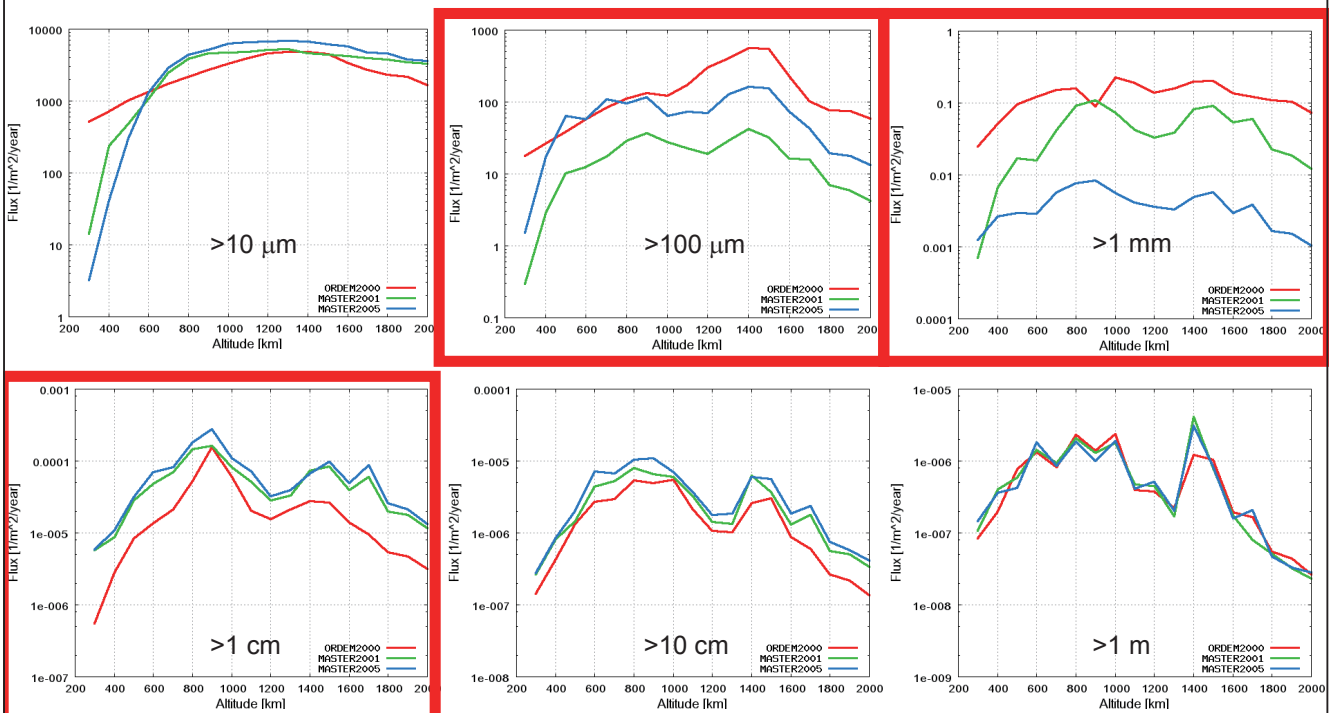 10000
1000
100
10
1
Flux [1/m^2/year]
>10 μm
ORDEM2000
MASTER2001
MASTER2005
200 400 600 800 1000 1200 1400 1600 1800 200
Altitude [km]
1000
100
10
1
0.1
Flux [1/m^2/year]
>100 μm
ORDEM2000
MASTER2001
MASTER2005
200 400 600 800 1000 1200 1400 1600 1800 200
Altitude [km]
1
0.1
0.01
0.001
0.0001
Flux [1/m^2/year]
>1 mm
ORDEM2000
MASTER2001
MASTER2005
200 400 600 800 1000 1200 1400 1600 1800 200
Altitude [km]
0.001
0.0001
1e-005
1e-006
1e-007
Flux [1/m^2/year]
>1 cm
ORDEM2000
MASTER2001
MASTER2005
200 400 600 800 1000 1200 1400 1600 1800 200
Altitude [km]
0.0001
1e-005
1e-006
1e-007
1e-008
Flux [1/m^2/year]
>10 cm
ORDEM2000
MASTER2001
MASTER2005
200 400 600 800 1000 1200 1400 1600 1800 2000
Altitude [km]
1e-005
1e-006
1e-007
1e-008
1e-009
Flux [1/m^2/year]
>1 m
ORDEM2000
MASTER2001
MASTER2005
200 400 600 800 1000 1200 1400 1600 1800 2000
Altitude [km]